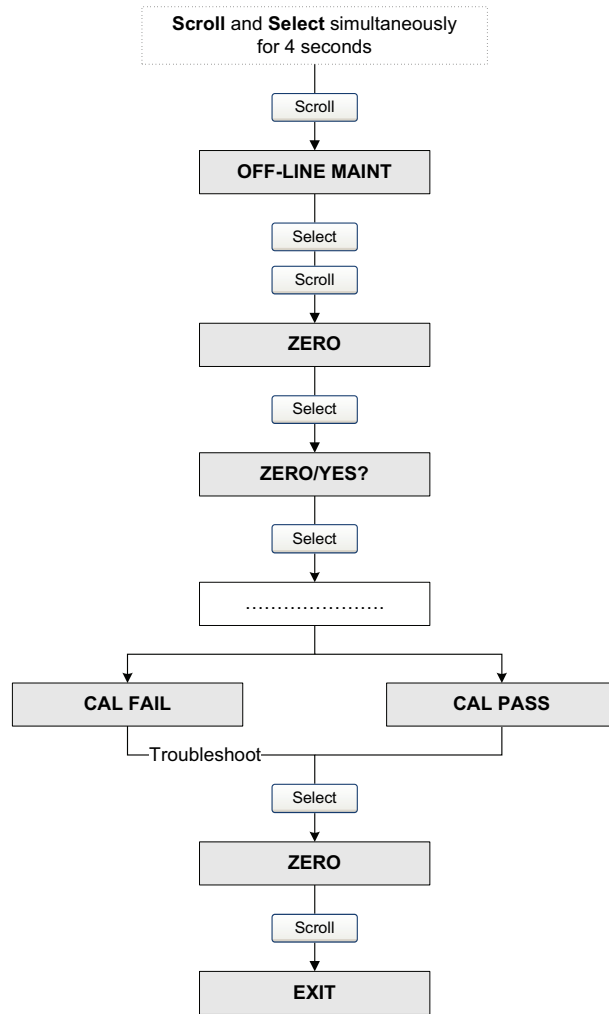 Scroll and Select simultaneously
for 4 seconds
Scroll
OFF-LINE MAINT
Select
Scroll
ZERO
Select
ZERO/YES?
Select
……………………
CAL FAIL
CAL PASS
Troubleshoot
Select
ZERO
Scroll
EXIT